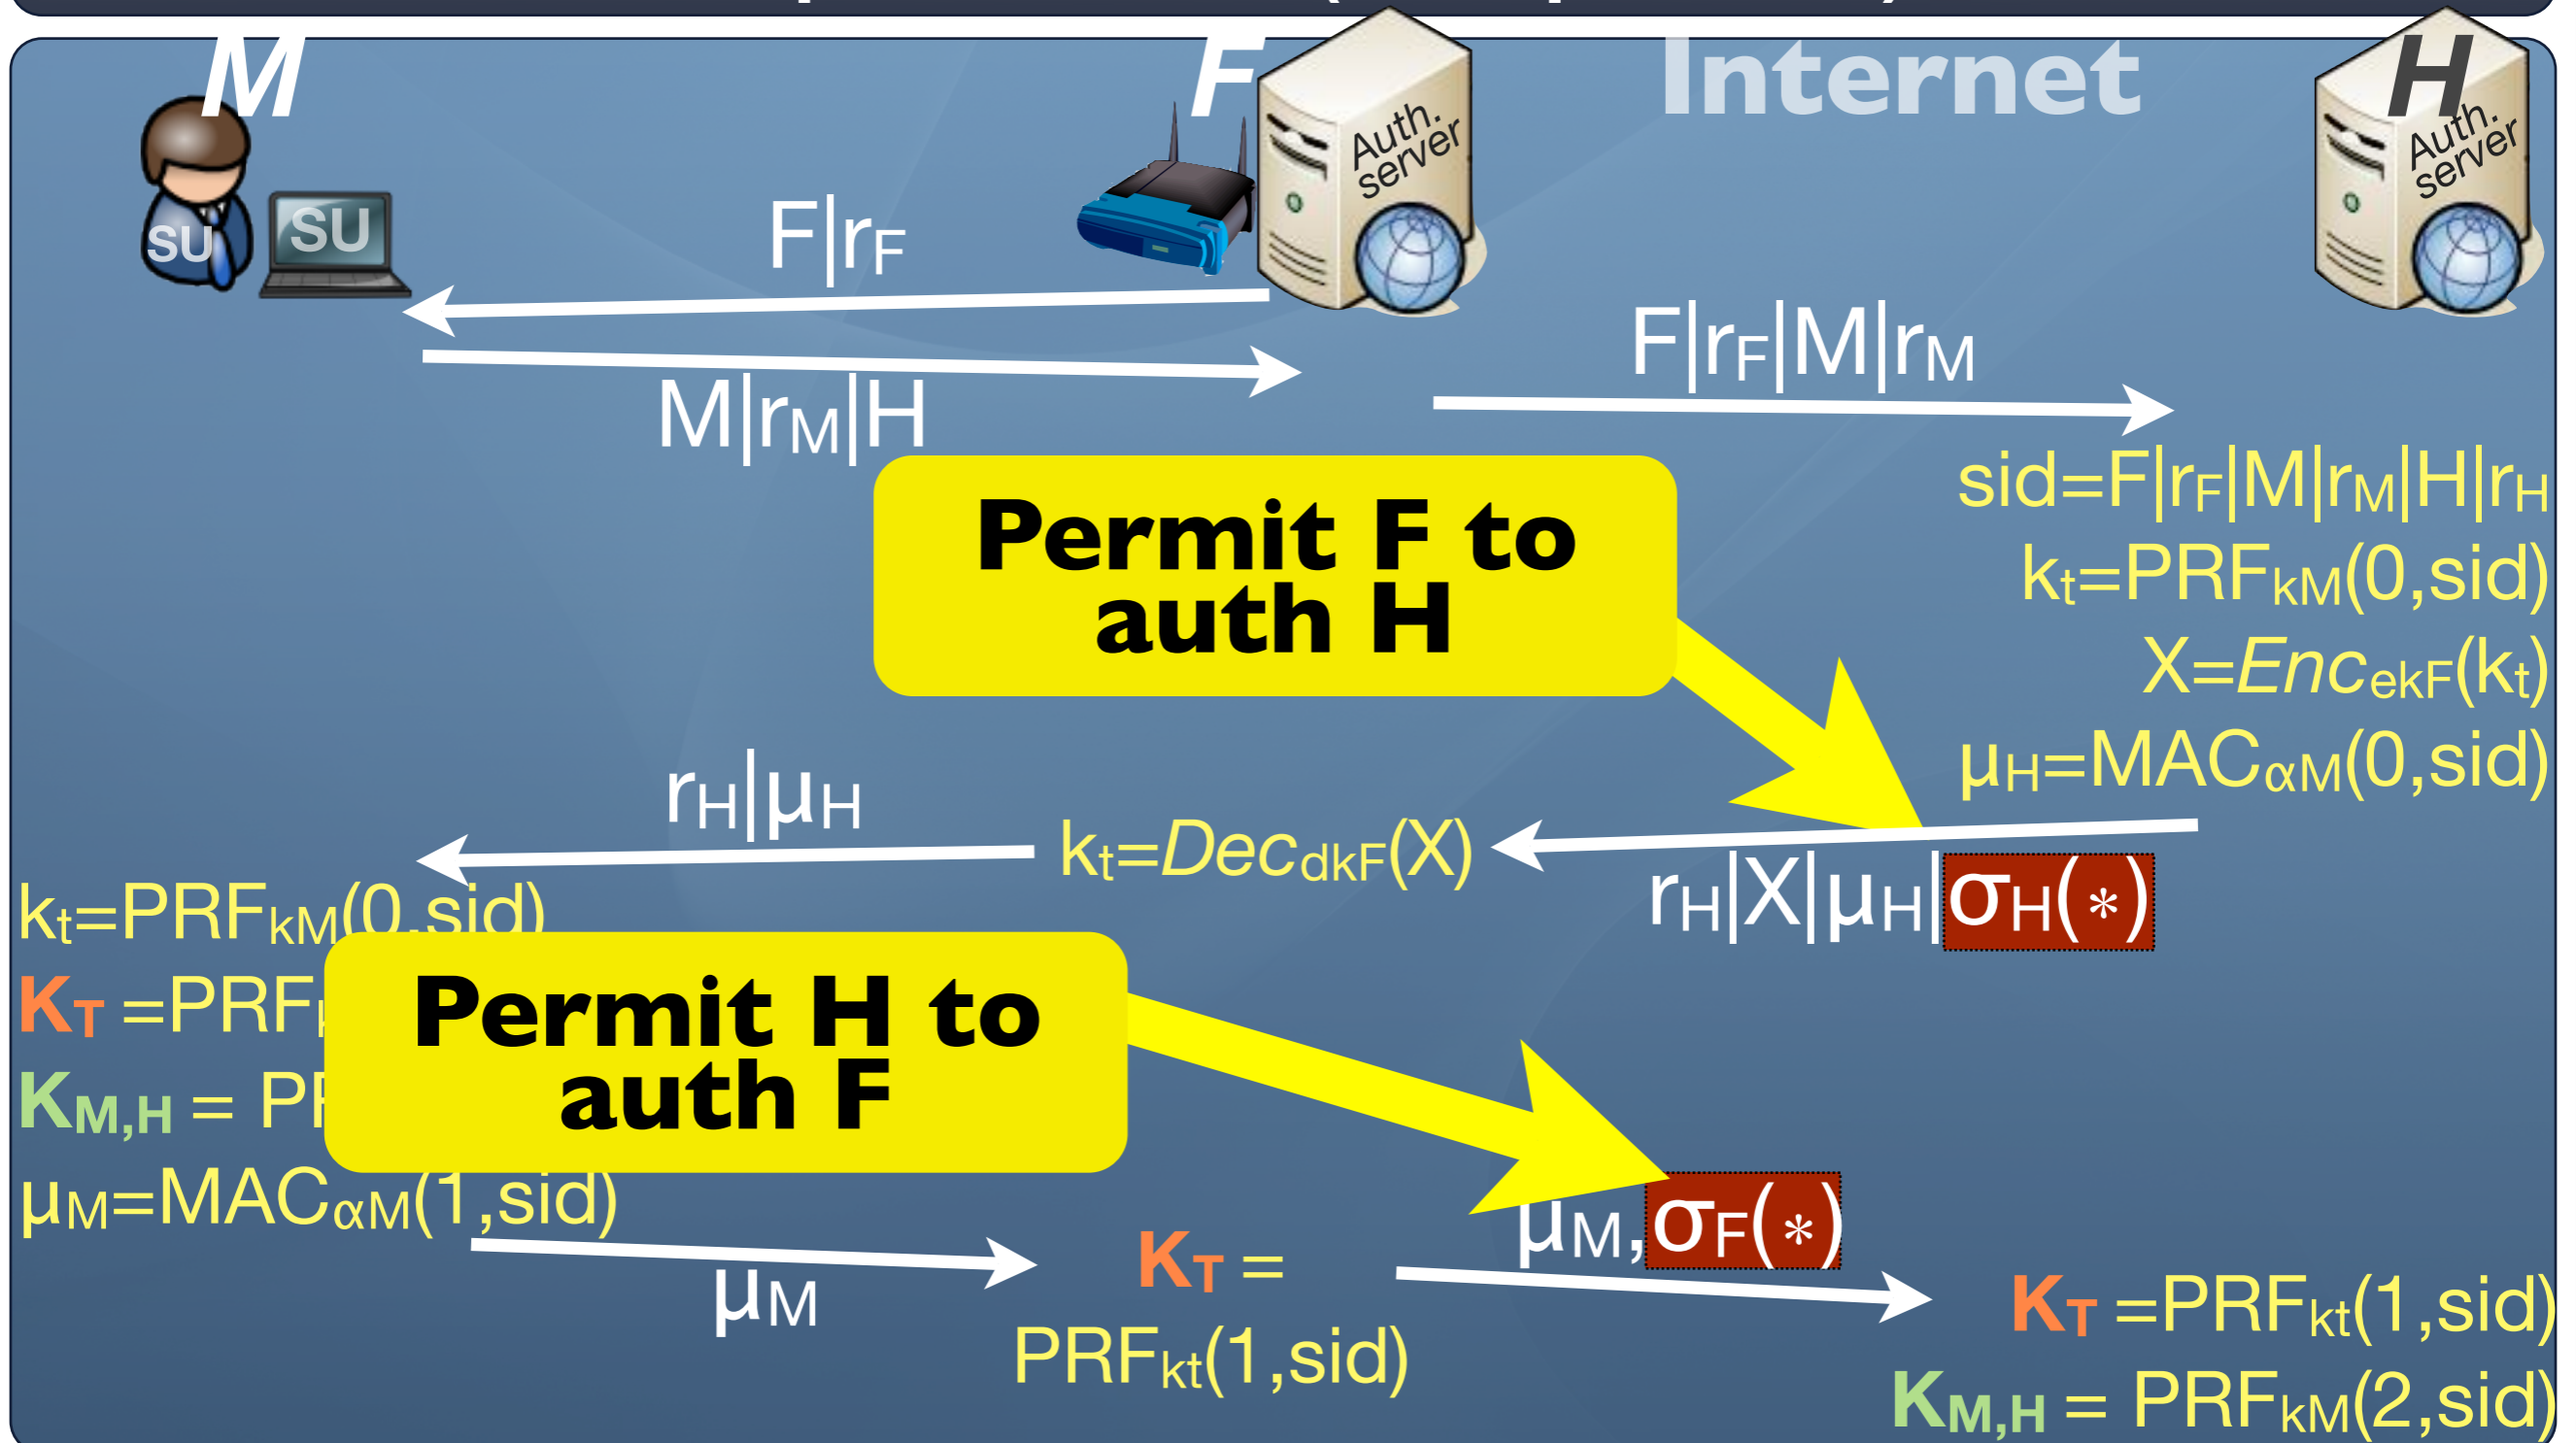 M
F
Internet
H
Auth.
server
Auth.
server
SU
SU
F|rF
F|rF|M|rM
M|rM|H
sid=F|rF|M|rM|H|rH
Permit F to
auth H
kt=PRFkM(0,sid)
X=EncekF(kt)
μH=MACαM(0,sid)
rH|μH
kt=DecdkF(X)
rH|X|μH|σH(*)
kt=PRFkM(0,sid)
KT =PRF
Permit H to
auth F
KM,H =
μM=MACαM(1,sid)
μM,σF(*)
μM
KT =
PRFkt(1,sid)
KT =PRFkt(1,sid)
KM,H = PRFkM(2,sid)